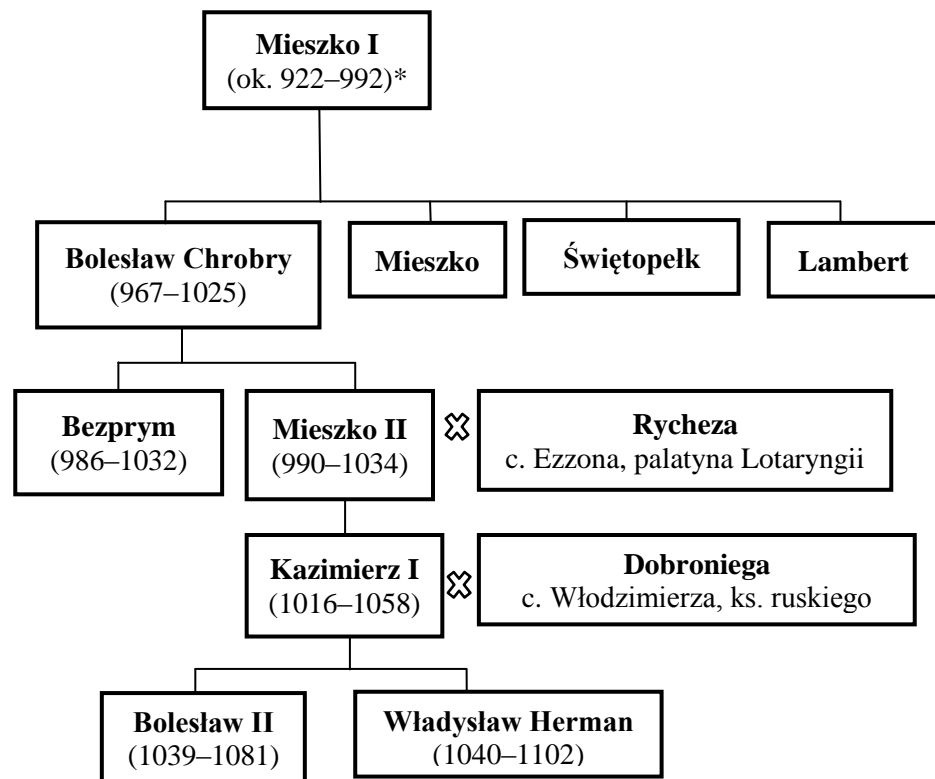 Mieszko I
(ok. 922–992)*
Bolesław Chrobry
(967–1025)
Mieszko
Świętopełk
Lambert
Bezprym
(986–1032)
Mieszko II
(990–1034)
Rycheza
c. Ezzona, palatyna Lotaryngii
Kazimierz I
(1016–1058)
Dobroniega
c. Włodzimierza, ks. ruskiego
Bolesław II
(1039–1081)
Władysław Herman
(1040–1102)